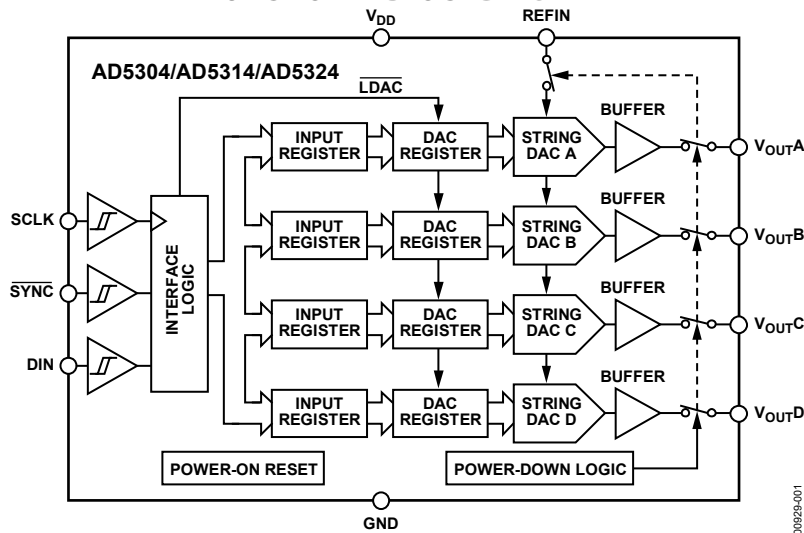 VDD
REFIN
AD5304/AD5314/AD5324
LDAC
BUFFER
INPUT
REGISTER
DAC
REGISTER
STRING
DAC A
VOUTA
BUFFER
SCLK
INPUT
REGISTER
DAC
REGISTER
STRING
DAC B
VOUTB
SYNC
INTERFACE
LOGIC
BUFFER
INPUT
REGISTER
DAC
REGISTER
STRING
DAC C
VOUTC
DIN
BUFFER
INPUT
REGISTER
DAC
REGISTER
STRING
DAC D
VOUTD
POWER-ON RESET
POWER-DOWN LOGIC
GND
00929-001